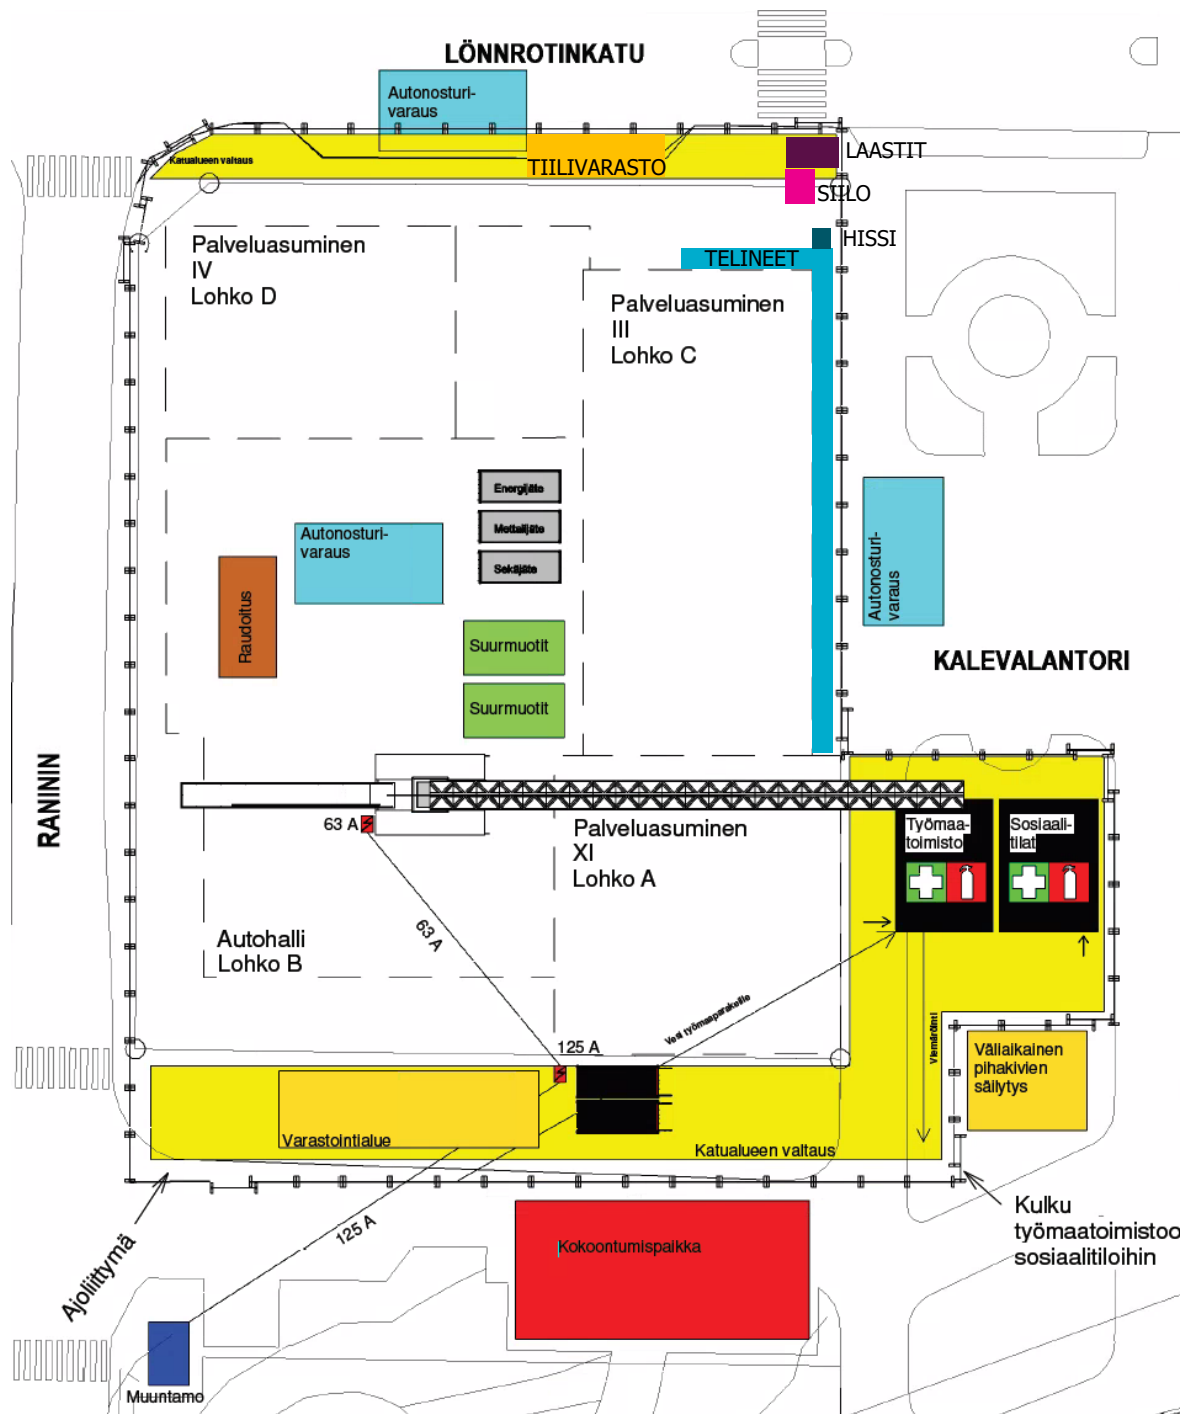 LÖNNROTINKATU
Autonosturi-
varaus
Katualueen valtaus
TIILIVARASTO
LAASTIT
SIILO
HISSI
TELINEET
Palveluasuminen
IV
Lohko D
Palveluasuminen
III
Lohko C
Energijäte
Mettalijäte
Sekäjäte
Autonosturi-
varaus
Raudoitus
Suurmuotit
Suurmuotit
Autonosturi-
varaus
KALEVALANTORI
RANININ
63 A
Palveluasuminen
XI
Lohko A
Työmaa-
toimisto
Sosiaali-
tilat
63 A
Autohalli
Lohko B
Vesi työmaaparakeille
Viemäröinti
125 A
Väliaikainen
pihakivien
säilytys
Varastointialue
Katualueen valtaus
Kulku
työmaatoimistoo
sosiaalitiloihin
125 A
Ajoliittymä
Kokoontumispaikka
Muuntamo